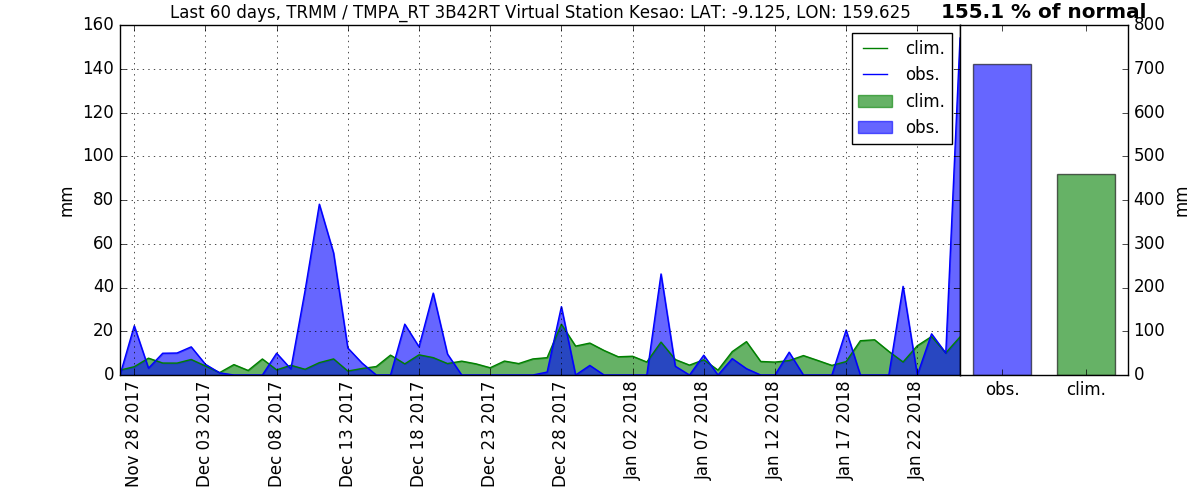 Last 60 days, TRMM / TMPA_RT 3B42RT Virtual Station Kesao: LAT: -9.125, LON: 159.625
155.1 % of normal
160
140
120
100
80
60
40
20
0
mm
clim.
obs.
clim.
obs.
800
700
600
500
400
300
200
100
0
mm
obs.
clim.
Nov 28 2017
Dec 03 2017
Dec 08 2017
Dec 13 2017
Dec 18 2017
Dec 23 2017
Dec 28 2017
Jan 02 2018
Jan 07 2018
Jan 12 2018
Jan 17 2018
Jan 22 2018